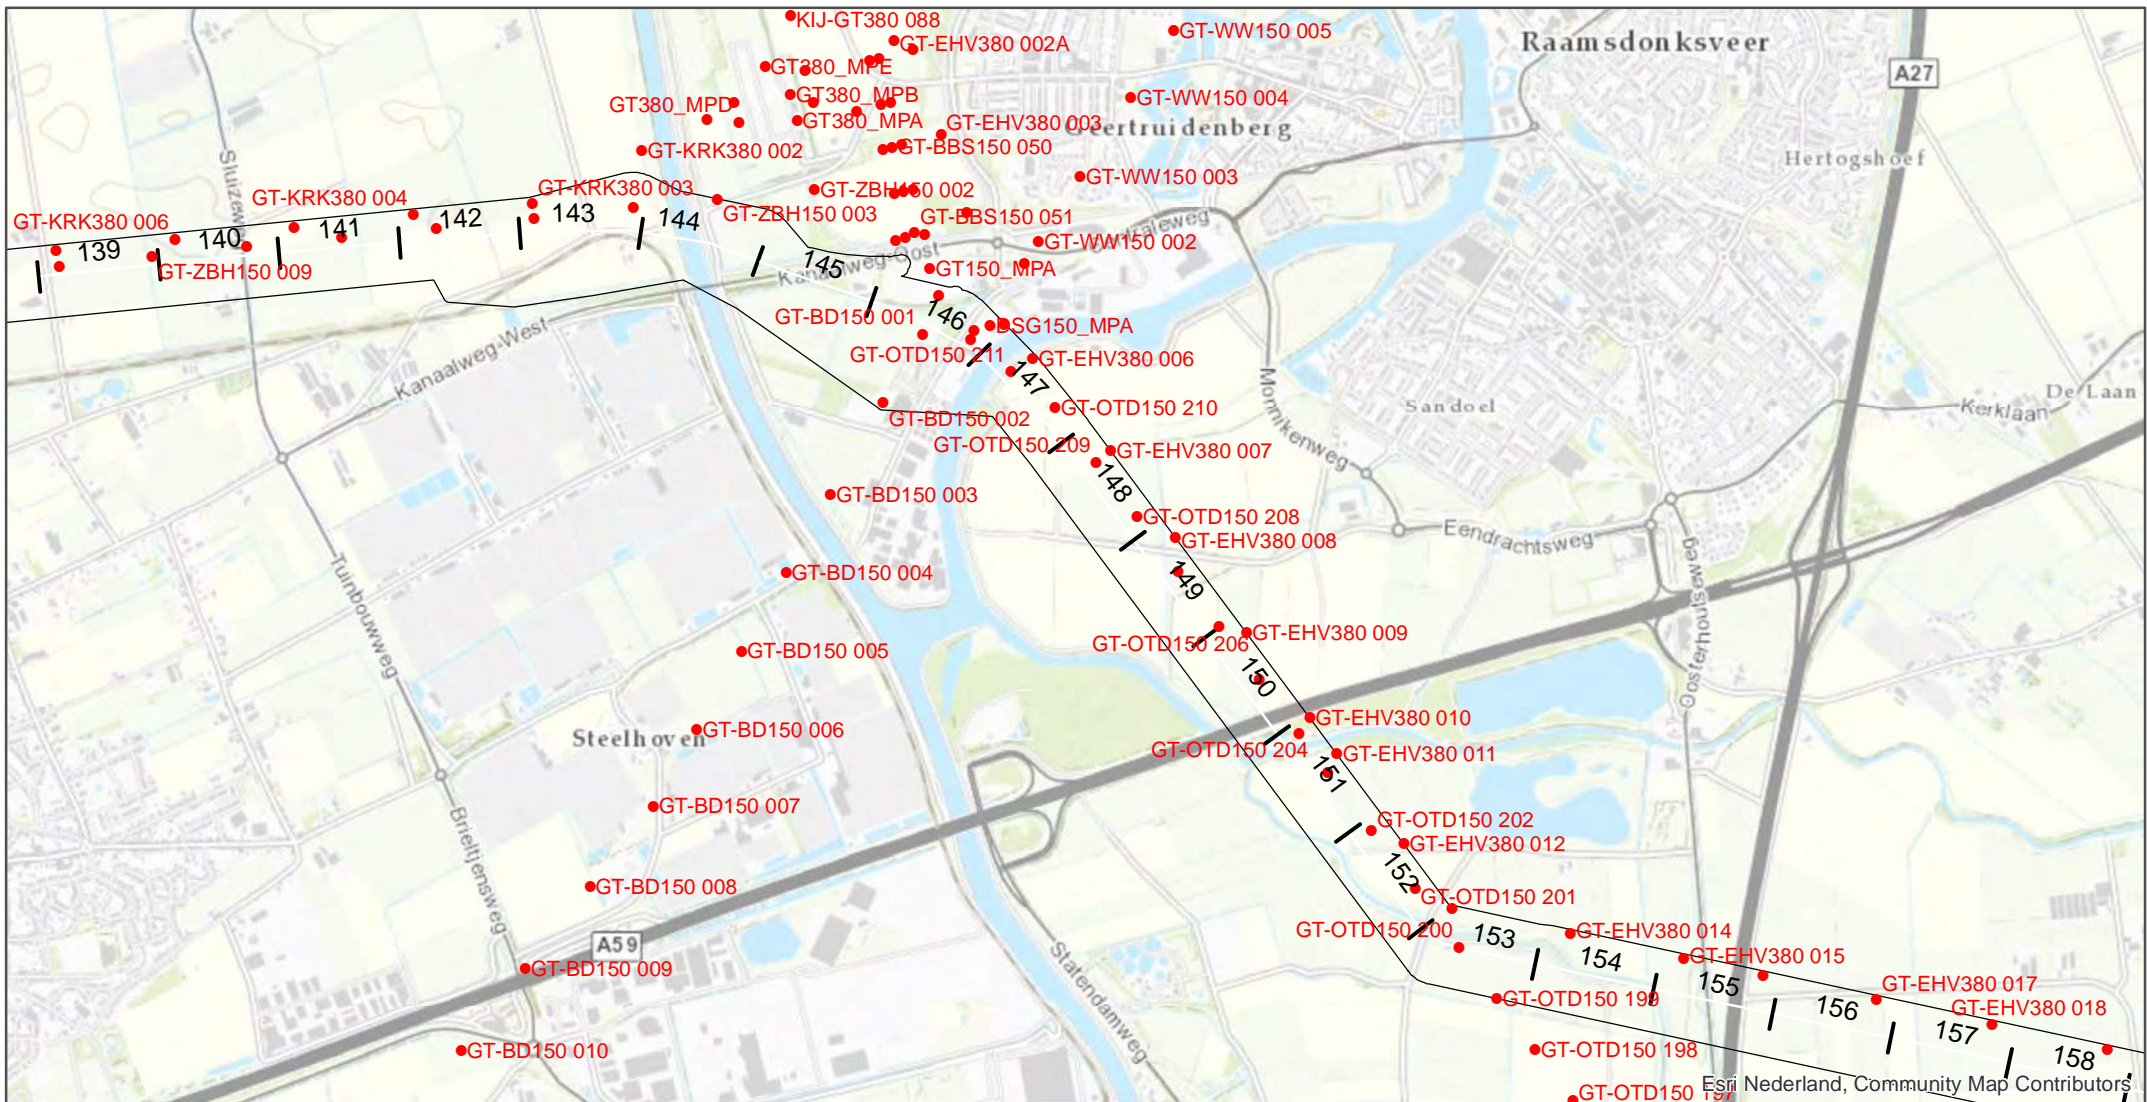 KIJ-GT380 088
GT-WW150 005
GT-EHV380 002A
Raamsdonksveer
GT380_MPE
A27
GT380_MPD
GT380_MPB
GT-WW150 004
GT380_MPA
GT-EHV380 003
Geertruidenberg
GT-KRK380 002
GT-BBS150 050
Hertogshoef
Sluizeweg
GT-KRK380 004
GT-KRK380 003
GT-ZBH150 002
GT-WW150 003
GT-KRK380 006
GT-ZBH150 003
GT-BBS150 051
139
140
141
142
143
144
145
Centraleweg
GT-WW150 002
GT-ZBH150 009
Kanaalweg-Oost
GT150_MPA
GT-BD150 001
146
DSG150_MPA
Kanaalweg-West
GT-OTD150 211
GT-EHV380 006
147
Monnikenweg
De Laan
Kerklaan
Sandoel
GT-BD150 002
GT-OTD150 210
GT-OTD150 209
GT-EHV380 007
148
GT-BD150 003
GT-OTD150 208
GT-EHV380 008
Eendrachtsweg
GT-BD150 004
149
Tuinbouwweg
Oosterhoutseweg
GT-BD150 005
GT-OTD150 206
GT-EHV380 009
150
Steelhoven
GT-BD150 006
GT-EHV380 010
GT-OTD150 204
GT-EHV380 011
151
GT-BD150 007
GT-OTD150 202
GT-EHV380 012
Brieltjensweg
152
GT-BD150 008
GT-OTD150 201
A59
GT-OTD150 200
153
GT-EHV380 014
154
GT-EHV380 015
GT-BD150 009
155
GT-EHV380 017
GT-OTD150 199
156
GT-EHV380 018
Statendamweg
157
GT-BD150 010
GT-OTD150 198
158
Esri Nederland, Community Map Contributors
GT-OTD150 197